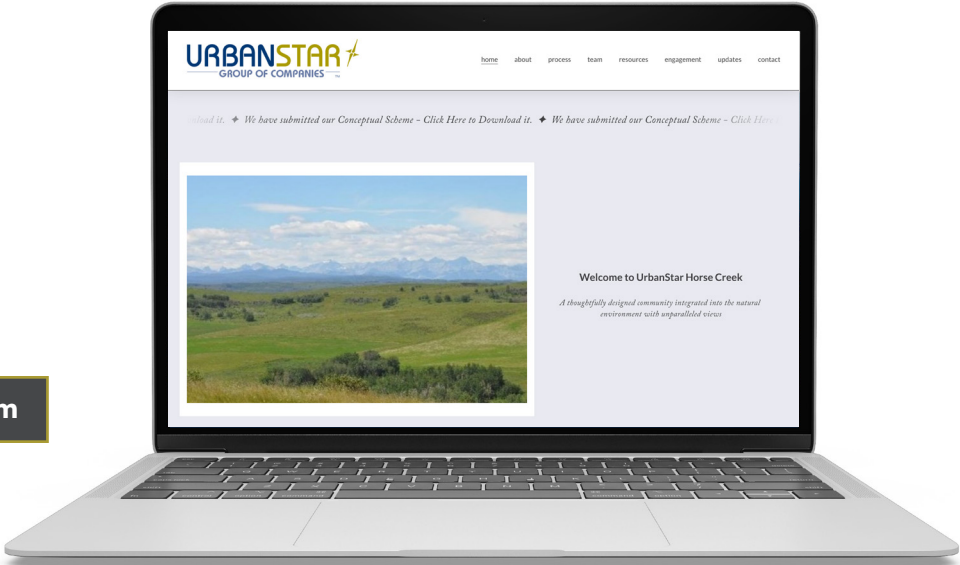 URBANSTAR
GROUP OF COMPANIES
home about process team resources engagement updates contact
it. ✦ We have submitted our Conceptual Scheme – Click Here to Download it. ✦ We have submitted our Conceptual Scheme – Click Here
Welcome to UrbanStar Horse Creek
A thoughtfully designed community integrated into the natural
environment with unparalleled views
m
command
command